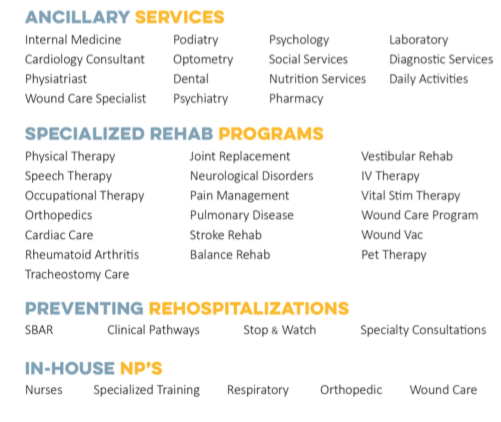 ANCILLARY SERVICES
Internal Medicine Podiatry Psychology Laboratory
Cardiology Consultant Optometry Social Services Diagnostic Services
Physiatriast Dental Nutrition Services Daily Activities
Wound Care Specialist Psychiatry Pharmacy
SPECIALIZED REHAB PROGRAMS
Physical Therapy Joint Replacement Vestibular Rehab
Speech Therapy Neurological Disorders IV Therapy
Occupational Therapy Pain Management Vital Stim Therapy
Orthopedics Pulmonary Disease Wound Care Program
Cardiac Care Stroke Rehab Wound Vac
Rheumatoid Arthritis Balance Rehab Pet Therapy
Tracheostomy Care
PREVENTING REHOSPITALIZATIONS
SBAR Clinical Pathways Stop & Watch Specialty Consultations
IN-HOUSE NP'S
Nurses Specialized Training Respiratory Orthopedic Wound Care